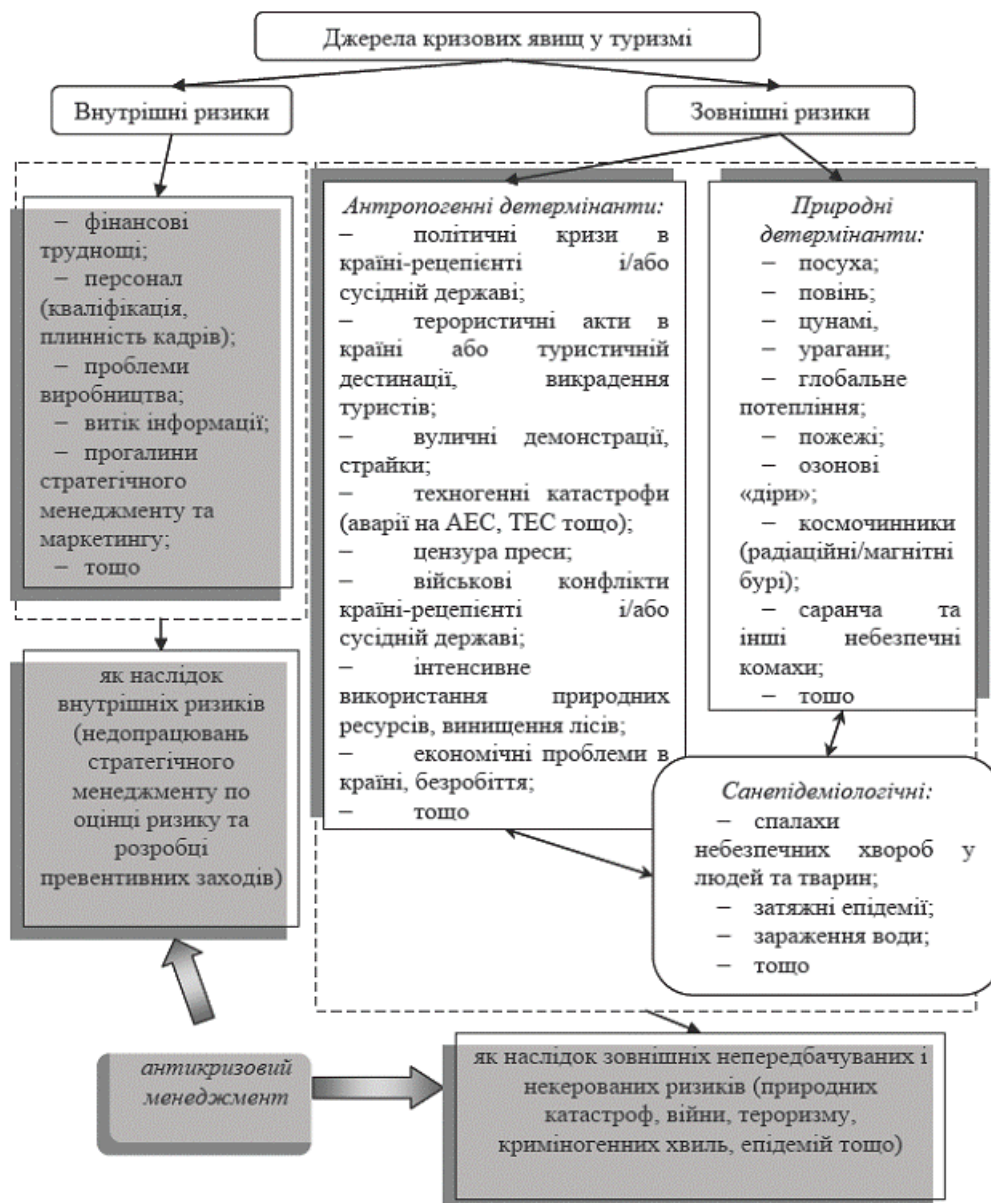 Джерела кризових явищ у туризмі
Внутрішні ризики
Зовнішні ризики
– фінансові
труднощі;
– персонал
(кваліфікація,
плинність кадрів);
– проблеми
виробництва;
– витік інформації;
– прогалини
стратегічного
менеджменту та
маркетингу;
– тощо
як наслідок
внутрішніх ризиків
(недопрацювань
стратегічного
менеджменту по
оцінці ризику та
розробці
превентивних заходів)
Антропогенні детермінанти:
– політичні кризи в
країні-рецепієнті і/або
сусідній державі;
– терористичні акти в
країні або туристичній
дестинації, викрадення
туристів;
– вуличні демонстрації,
страйки;
– техногенні катастрофи
(аварії на АЕС, ТЕС тощо);
– цензура преси;
– військові конфлікти
країні-рецепієнті і/або
сусідній державі;
– інтенсивне
використання природних
ресурсів, винищення лісів;
– економічні проблеми в
країні, безробіття;
– тощо
Природні
детермінанти:
– посуха;
– повінь;
– цунамі,
– урагани;
– глобальне
потепління;
– пожежі;
– озонові
«діри»;
– космочинники
(радіаційні/магнітні
бурі);
– саранча та
інші небезпечні
комахи;
– тошо
Санепідеміологічні:
– спалахи
небезпечних хвороб у
людей та тварин;
– затяжні епідемії;
– зараження води;
– тощо
антикризовий
менеджмент
як наслідок зовнішніх непередбачуваних і
некерованих ризиків (природних
катастроф, війни, тероризму,
криміногенних хвиль, епідемій тощо)